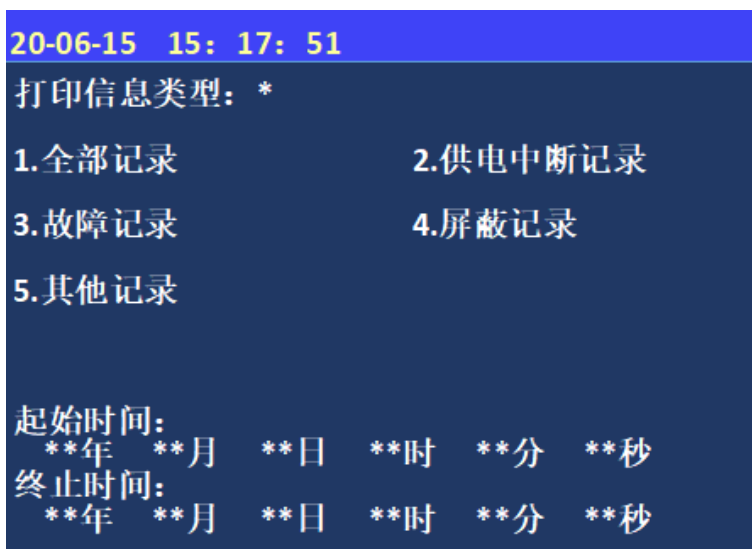 20-06-15 15：17：51
打印信息类型：*
1.全部记录 2.供电中断记录
3.故障记录 4.屏蔽记录
5.其他记录
起始时间：
**年 **月 **日 **时 **分 **秒
终止时间：
**年 **月 **日 **时 **分 **秒